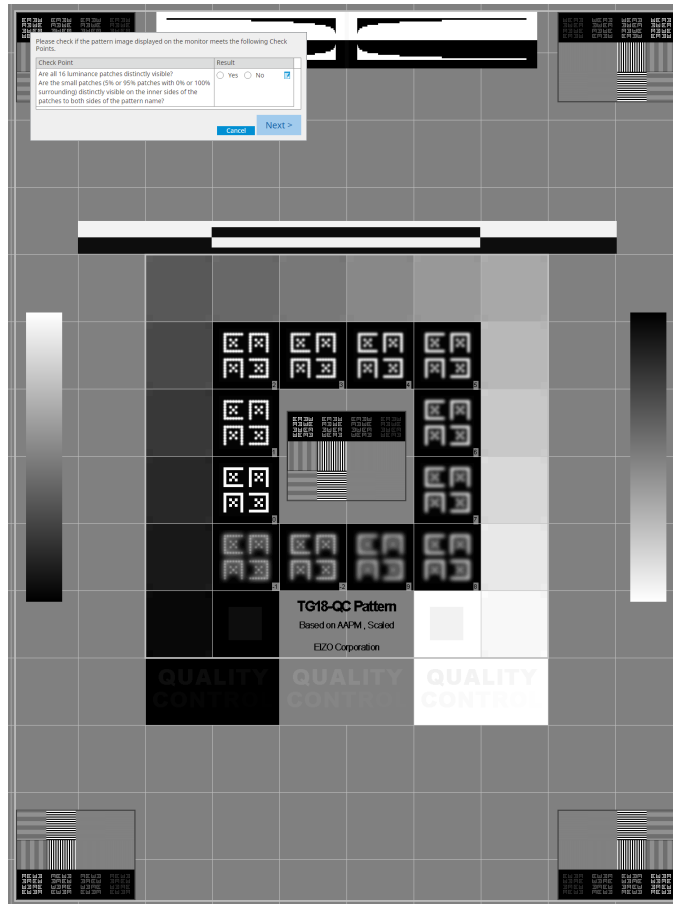 Please check if the pattern image displayed on the monitor meets the following Check
Points.
Check Point
Result
Are all 16 luminance patches distinctly visible?
Are the small patches (5% or 95% patches with 0% or 100%
surrounding) distinctly visible on the inner sides of the
patches to both sides of the pattern name?
Yes
No
Cancel
Next >
TG18-QC Pattern
Based on AAPM , Scaled
EIZO Corporation
QUALITY
CONTRO
QUALITY
CONTRO
QUALITY
CONTRO